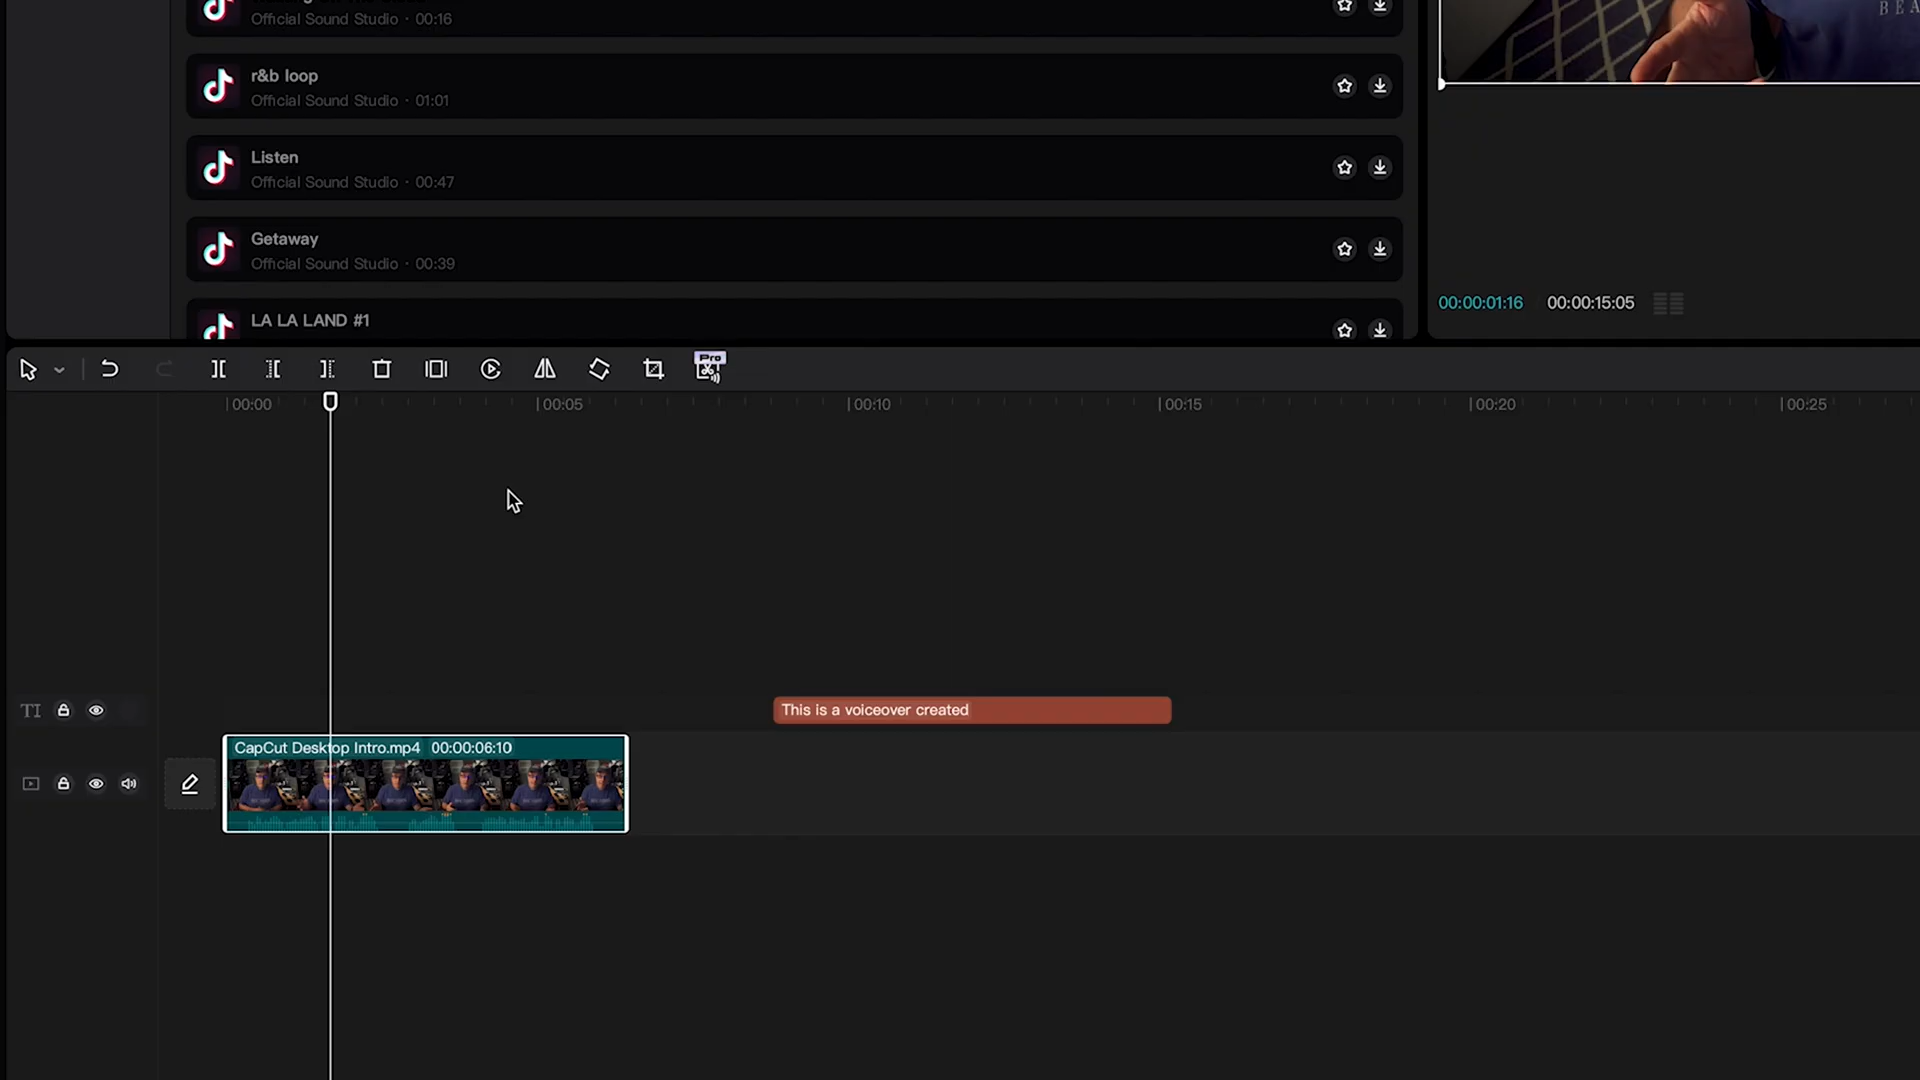 Official Sound Studio · 00:16
r&b loop
Official Sound Studio · 01:01
Listen
Official Sound Studio · 00:47
Getaway
Official Sound Studio · 00:39
LA LA LAND #1
BEA
00:00:01:16 00:00:15:05
Pro
00:00 00:05 00:10 00:15 00:20 00:25
TI
This is a voiceover created
CapCut Desktop Intro.mp4 00:00:06:10